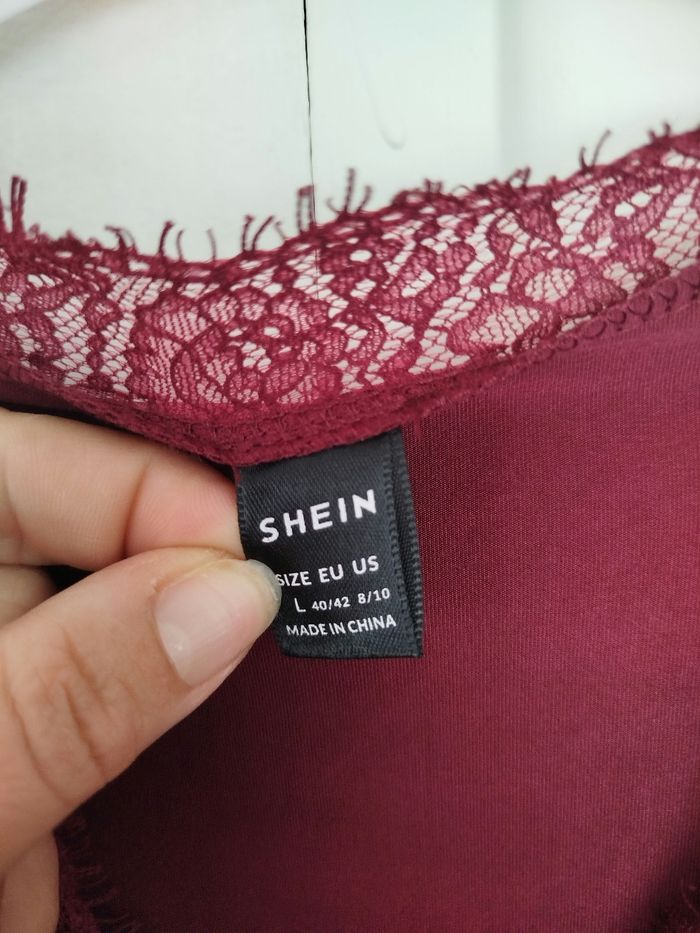 SHEIN
SIZE EU US
L 40/42 8/10
MADE IN CHINA